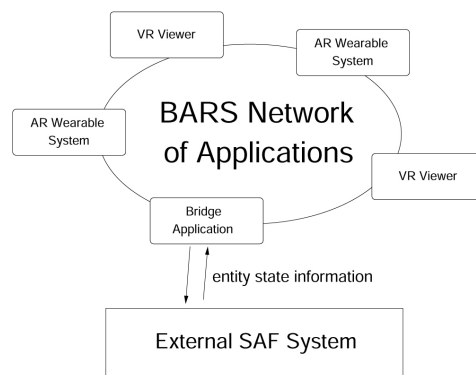 VR Viewer
AR Wearable
System
BARS Network
of Applications
AR Wearable
System
VR Viewer
Bridge
Application
entity state information
External SAF System